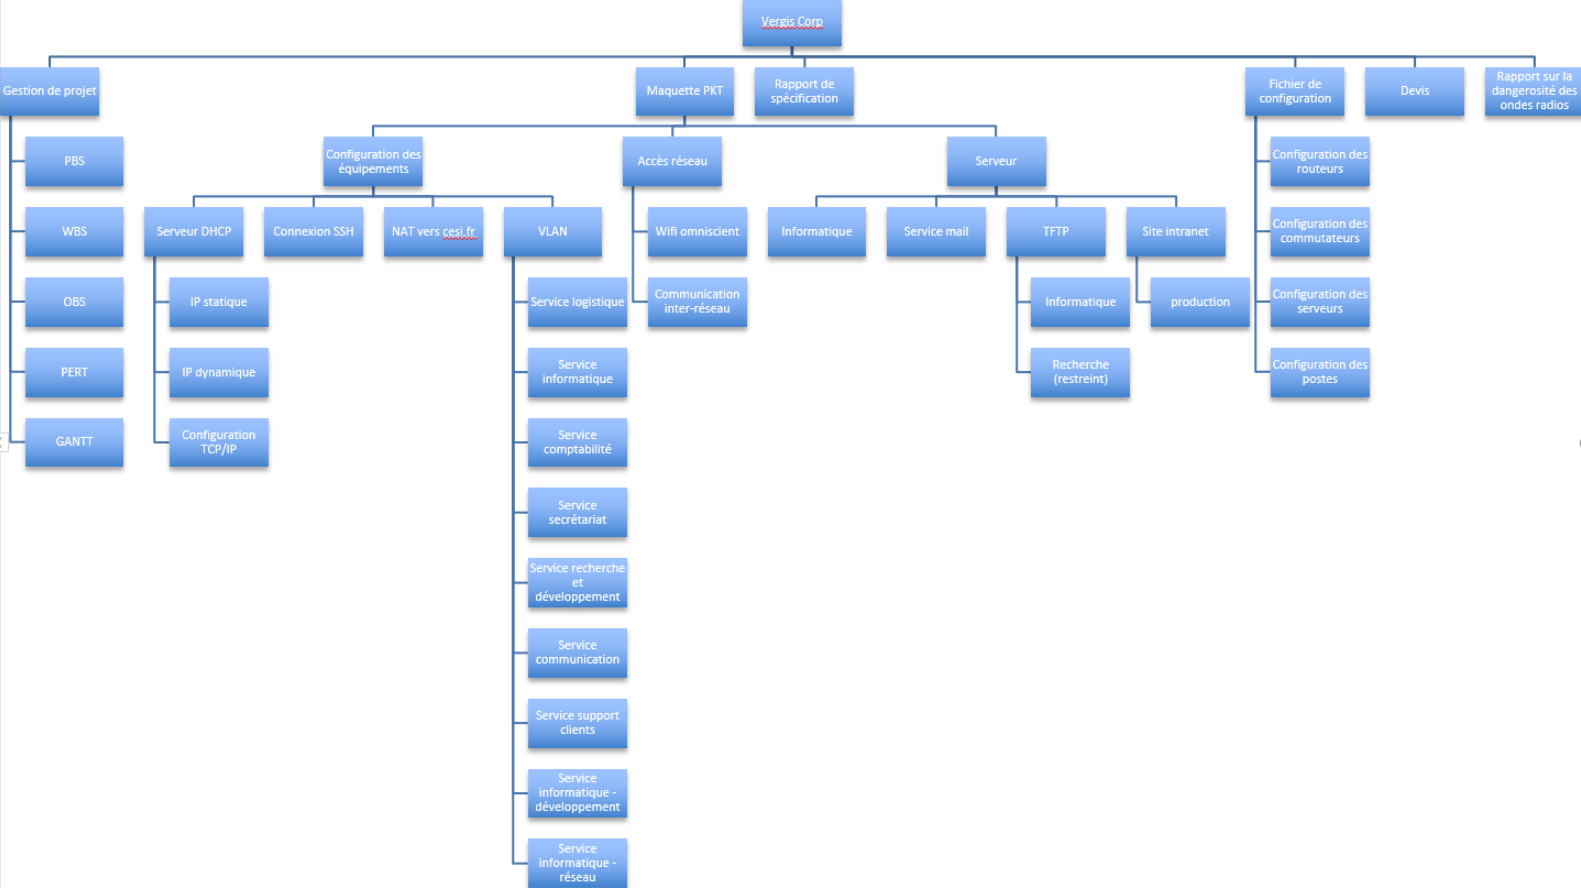 Vergis Corp
Gestion de projet
Maquette PKT
Rapport de
spécification
Fichier de
configuration
Devis
Rapport sur la
dangerosité des
ondes radios
PBS
WBS
OBS
PERT
GANTT
Configuration des
équipements
Accès réseau
Serveur
Serveur DHCP
Connexion SSH
NAT vers cesi.fr
VLAN
IP statique
IP dynamique
Configuration
TCP/IP
Service logistique
Service
informatique
Service
comptabilité
Service
secrétariat
Service recherche
et
développement
Service
communication
Service support
clients
Service
informatique -
développement
Service
informatique -
réseau
Wifi omniscient
Communication
inter-réseau
Informatique
Service mail
TFTP
Site intranet
Informatique
Recherche
(restreint)
production
Configuration des
routeurs
Configuration des
commutateurs
Configuration des
serveurs
Configuration des
postes